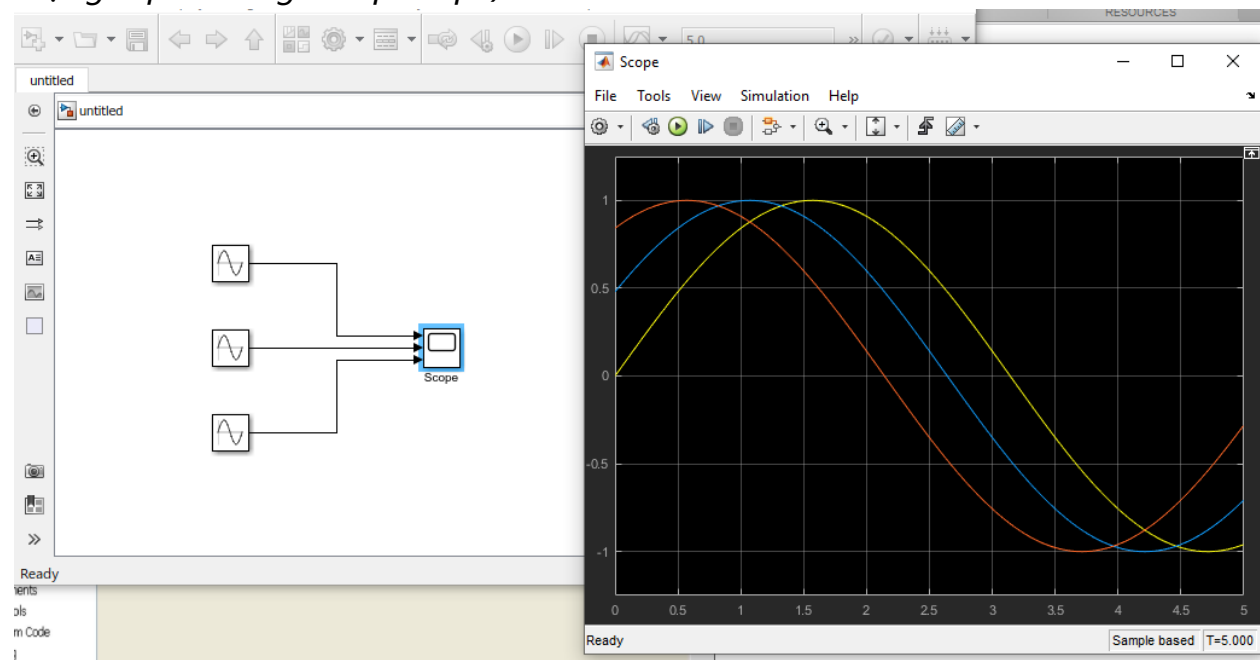 RESOURCES
5.0
untitled
untitled
Scope
Ready
Scope
File Tools View Simulation Help
1
0.5
0
-0.5
-1
0 0.5 1 1.5 2 2.5 3 3.5 4 4.5 5
Ready Sample based T=5.000
m Code